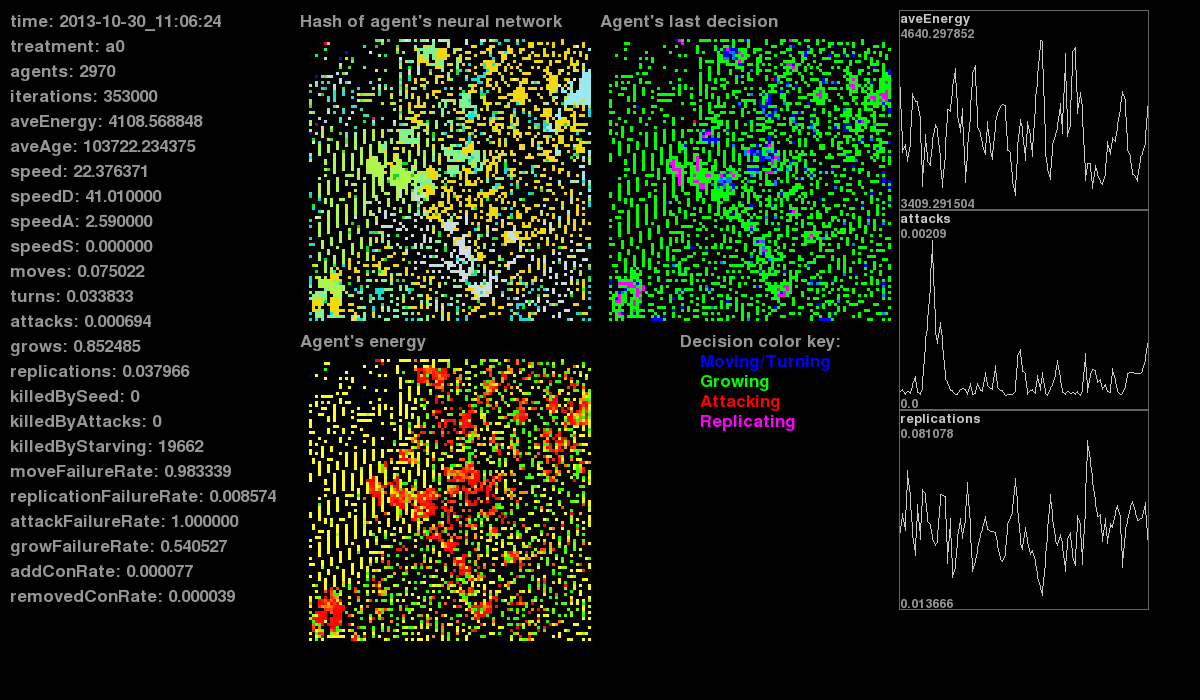 time: 2013-10-30_11:06:24
treatment: a0
agents: 2970
iterations: 353000
aveEnergy: 4108.568848
aveAge: 103722.234375
speed: 22.376371
speedD: 41.010000
speedA: 2.590000
speedS: 0.000000
moves: 0.075022
turns: 0.033833
attacks: 0.000694
grows: 0.852485
replications: 0.037966
killedBySeed: 0
killedByAttacks: 0
killedByStarving: 19662
moveFailureRate: 0.983339
replicationFailureRate: 0.008574
attackFailureRate: 1.000000
growFailureRate: 0.540527
addConRate: 0.000077
removedConRate: 0.000039
Hash of agent's neural network
Agent's last decision
Agent's energy
Decision color key:
Moving/Turning
Growing
Attacking
Replicating
aveEnergy
4640.297852
3409.291504
attacks
0.00209
0.0
replications
0.081078
0.013666